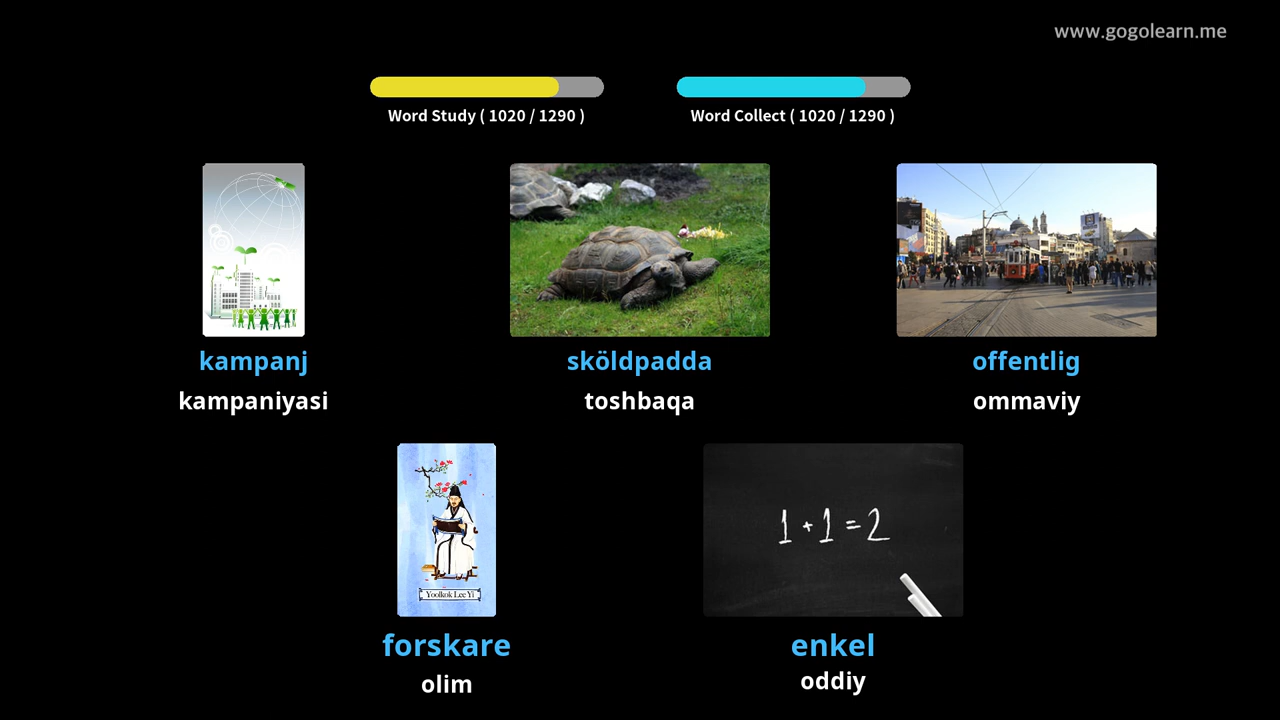 www.gogolearn.me
Word Study ( 1020 / 1290 )
Word Collect ( 1020 / 1290 )
kampanj
kampaniyasi
sköldpadda
toshbaqa
offentlig
ommaviy
Yoolkok Lee Yi
1 + 1 = 2
forskare
olim
enkel
oddiy